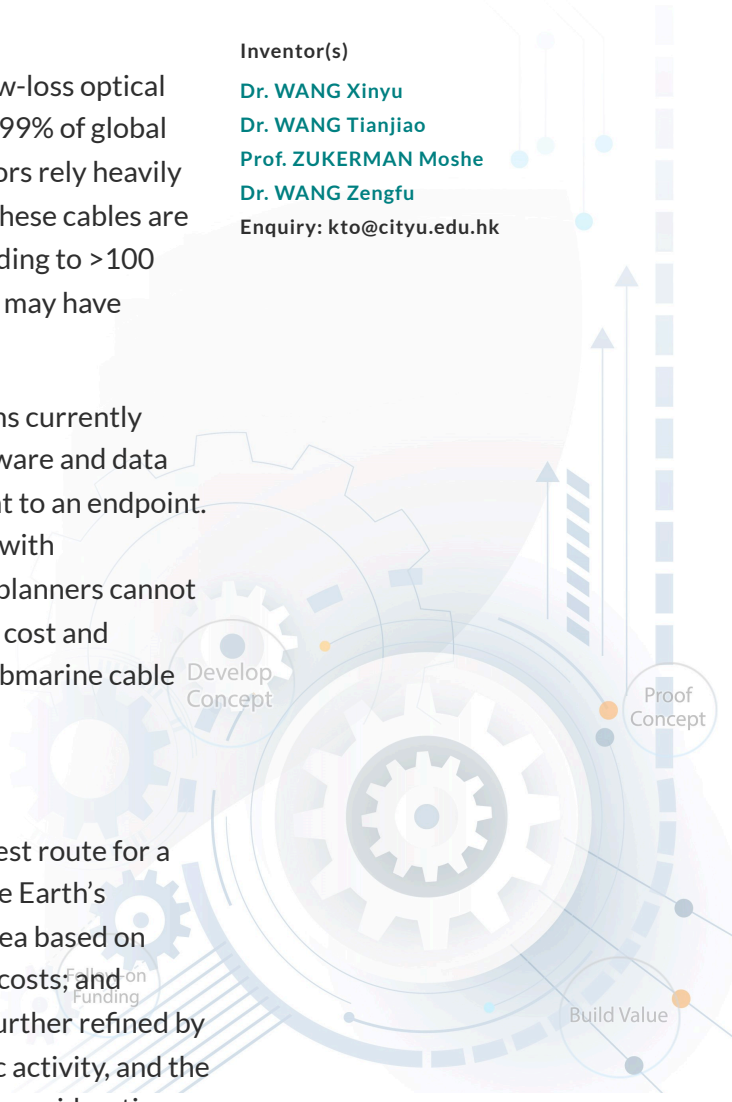 w-loss optical
99% of global
ors rely heavily
hese cables are
ding to >100
may have
ns currently
ware and data
t to an endpoint.
with
planners cannot
cost and
bmarine cable
est route for a
e Earth's
ea based on
costs; and
urther refined by
c activity, and the
Inventor(s)
Dr. WANG Xinyu
Dr. WANG Tianjiao
Prof. ZUKERMAN Moshe
Dr. WANG Zengfu
Enquiry: kto@cityu.edu.hk
Develop
Concept
Proof
Concept
Follow-on
Funding
Build Value